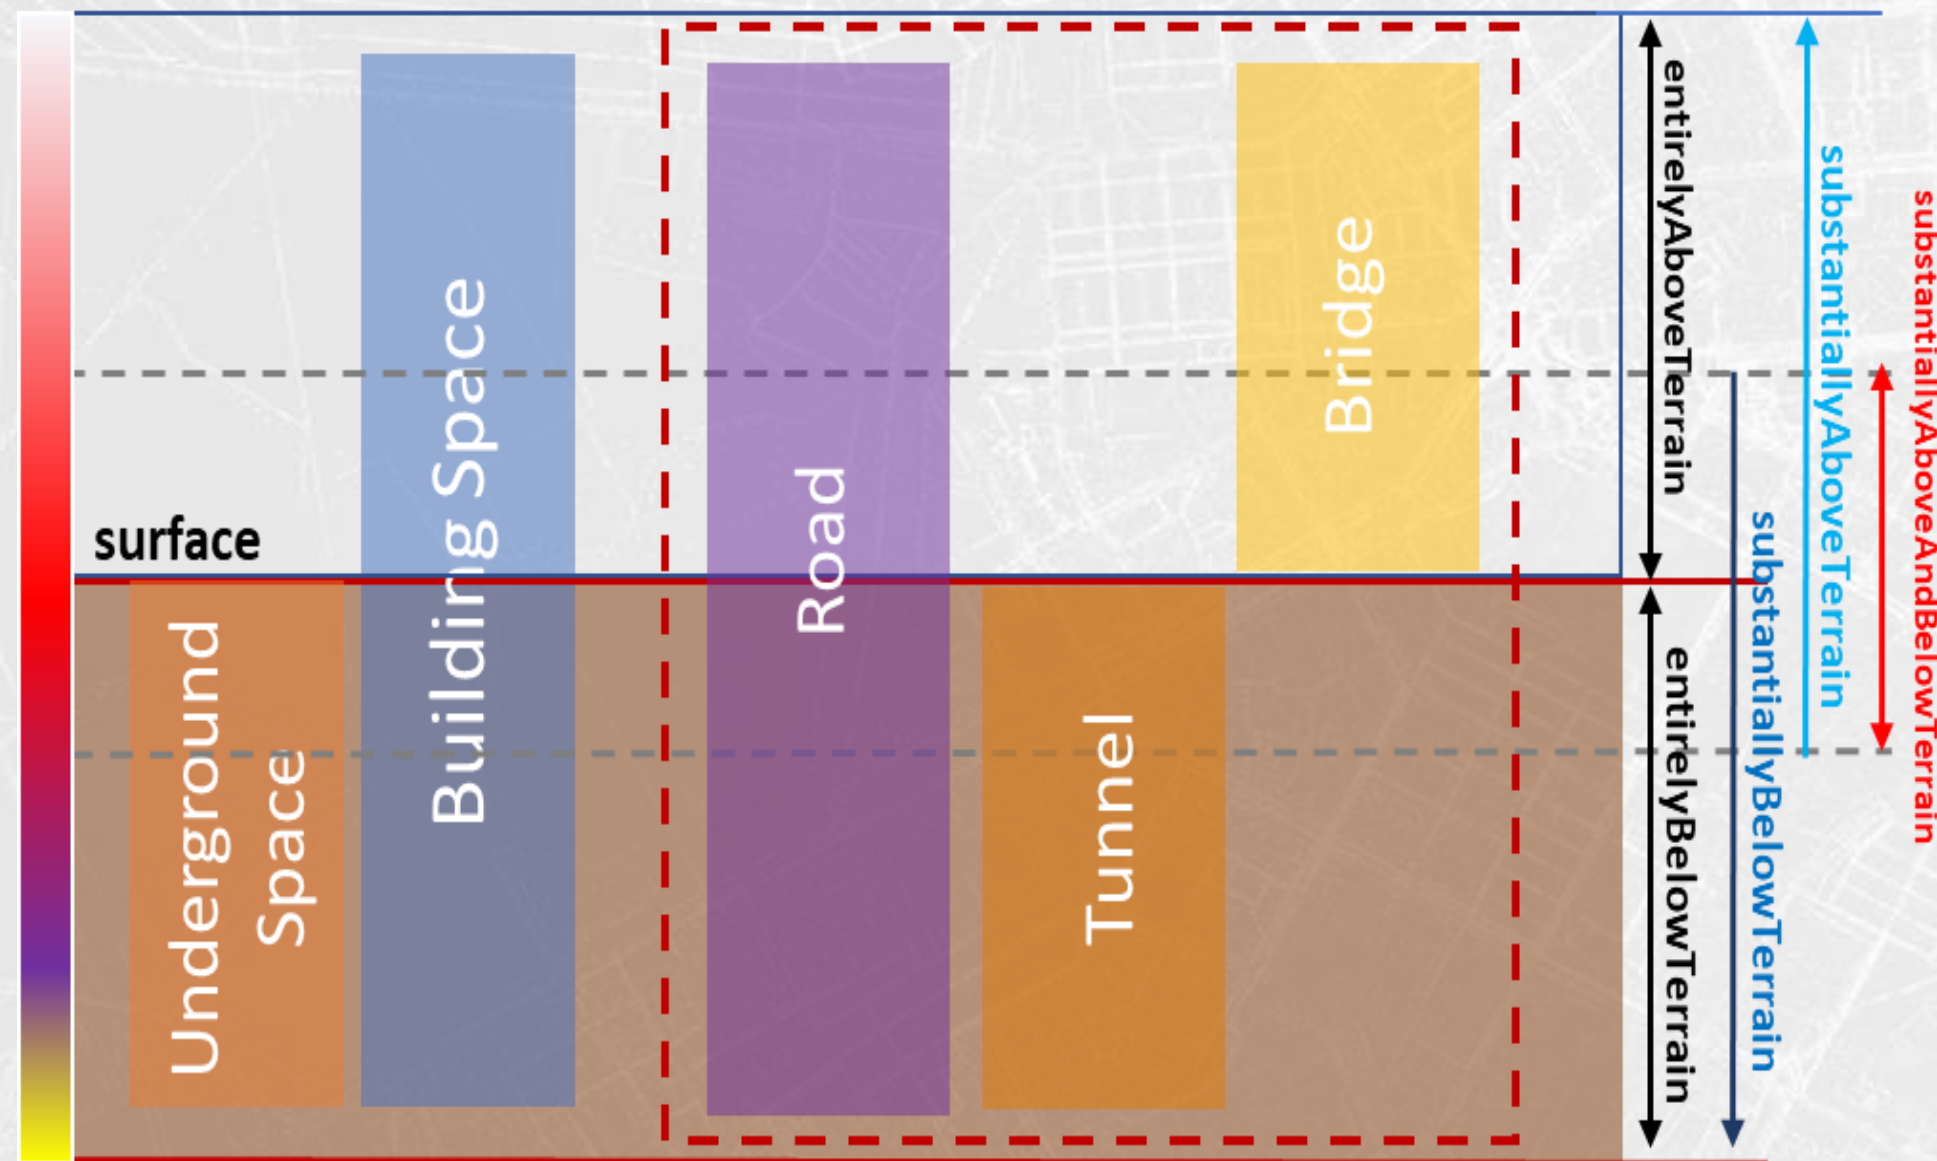 surface
Underground
Space
Building Space
Road
Tunnel
Bridge
entirelyAboveTerrain
entirelyBelowTerrain
substantiallyBelowTerrain
substantiallyAboveTerrain
substantiallyAboveAndBelowTerrain